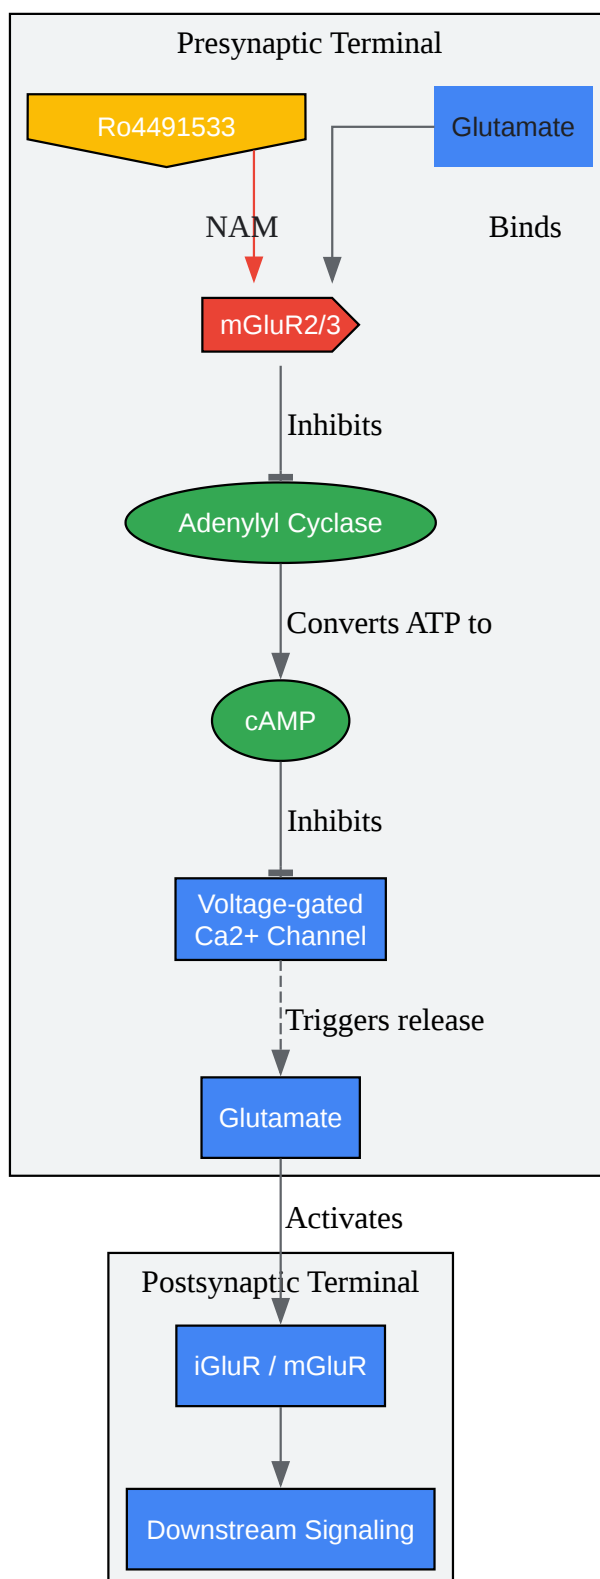 Presynaptic Terminal
Ro4491533
Glutamate
NAM
Binds
mGluR2/3
Inhibits
Adenylyl Cyclase
Converts ATP to
cAMP
Inhibits
Voltage-gated
Ca2+ Channel
Triggers release
Glutamate
Activates
Postsynaptic Terminal
iGluR / mGluR
Downstream Signaling